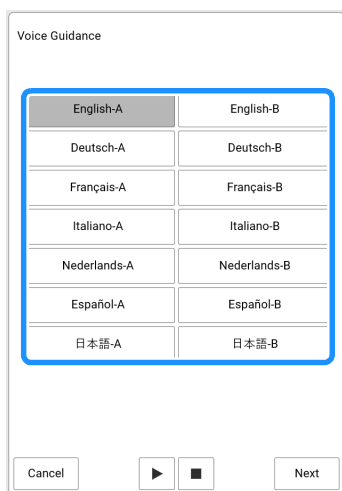 Voice Guidance
English-A English-B
Deutsch-A Deutsch-B
Français-A Français-B
Italiano-A Italiano-B
Nederlands-A Nederlands-B
Español-A Español-B
日本語-A 日本語-B
Cancel Next